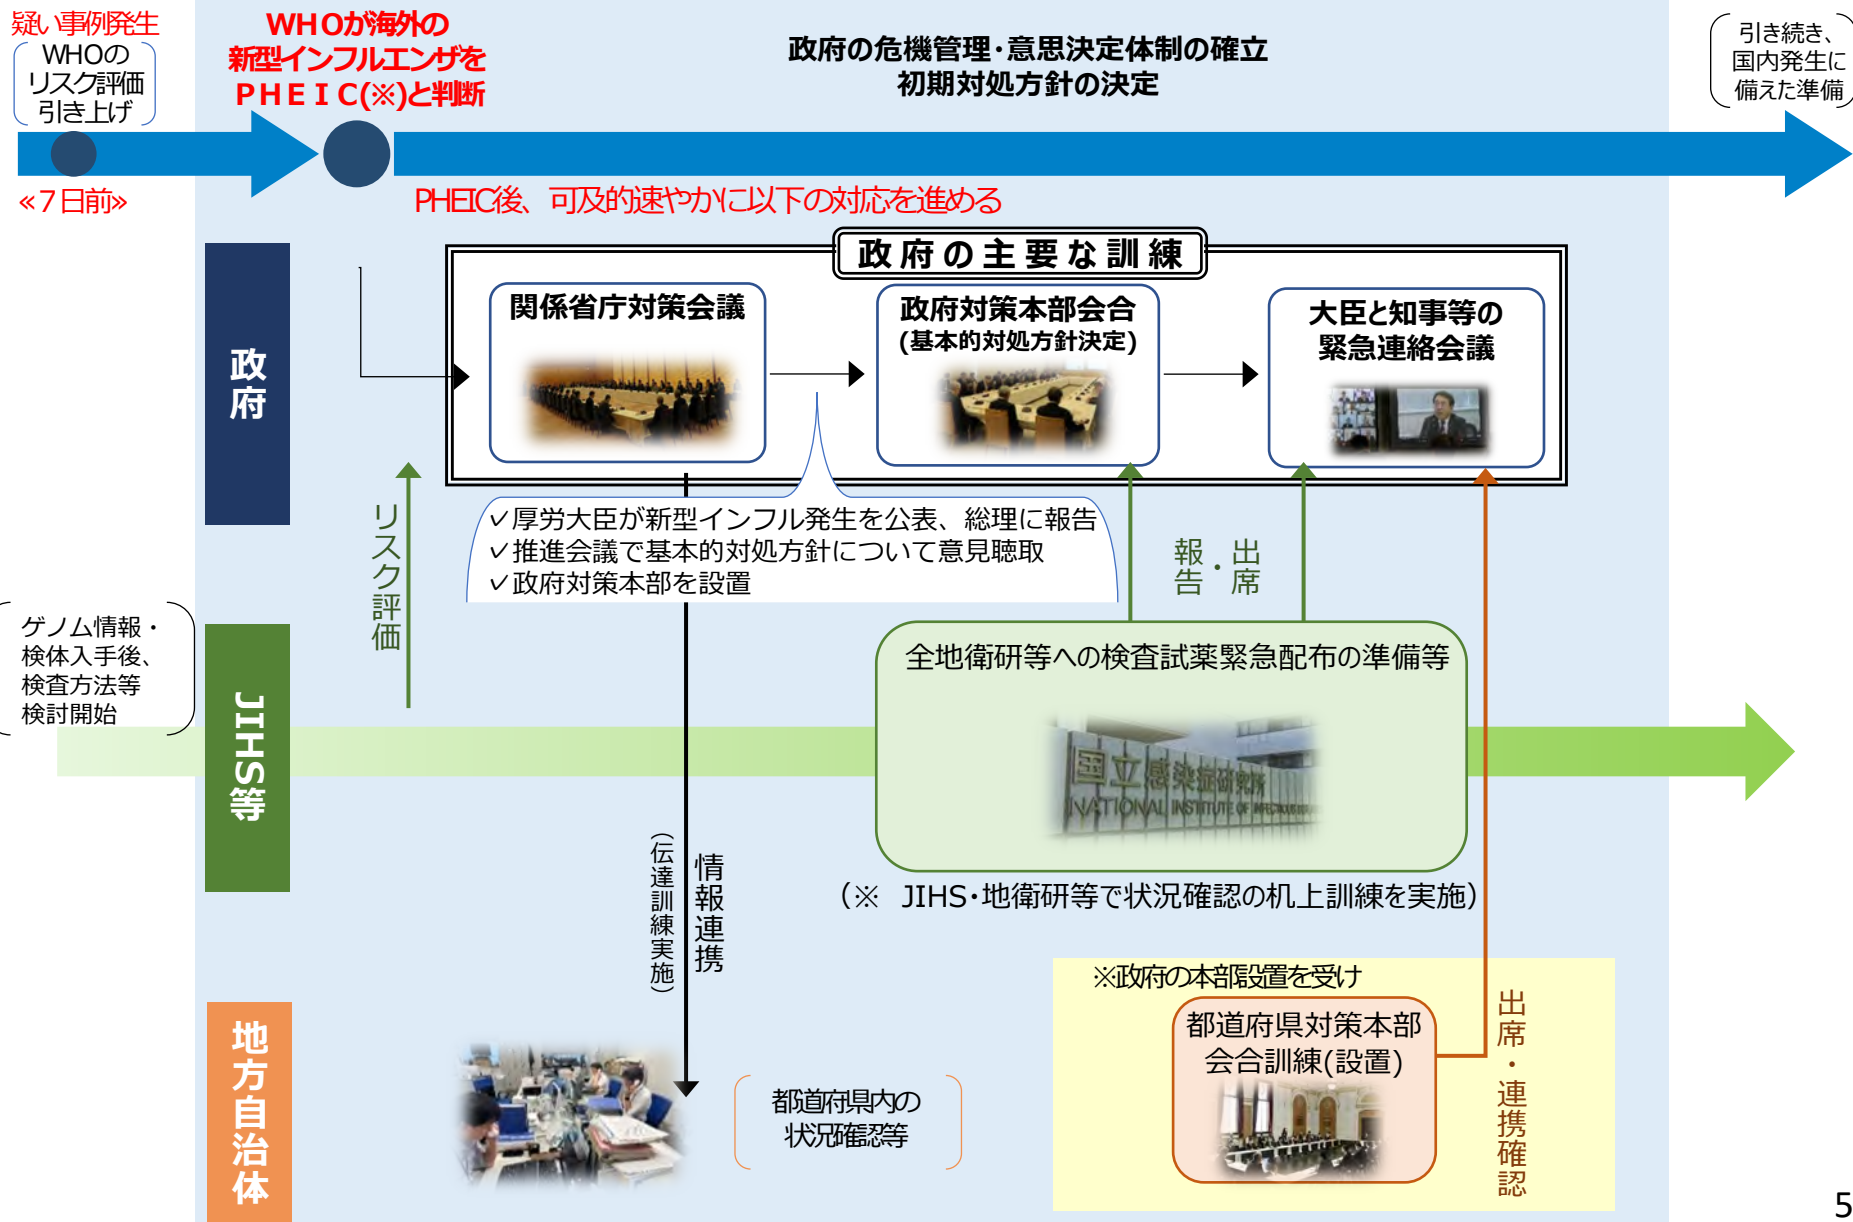 疑い事例発生
WHOの
リスク評価
引き上げ
≪７日前≫
WHOが海外の
新型インフルエンザを
PHEIC(※)と判断
政府の危機管理・意思決定体制の確立
初期対処方針の決定
引き続き、
国内発生に
備えた準備
PHEIC後、可及的速やかに以下の対応を進める
政府の主要な訓練
政府
関係省庁対策会議
政府対策本部会合
(基本的対処方針決定)
大臣と知事等の
緊急連絡会議
✓厚労大臣が新型インフル発生を公表、総理に報告
✓推進会議で基本的対処方針について意見聴取
✓政府対策本部を設置
リスク評価
報告・出席
ゲノム情報・
検体入手後、
検査方法等
検討開始
JIHS等
全地衛研等への検査試薬緊急配布の準備等
国立感染症研究所
NATIONAL INSTITUTE OF
（※　JIHS・地衛研等で状況確認の机上訓練を実施）
情報連携
（伝達訓練実施）
地方自治体
都道府県内の
状況確認等
※政府の本部設置を受け
都道府県対策本部
会合訓練(設置)
出席・連携確認
5